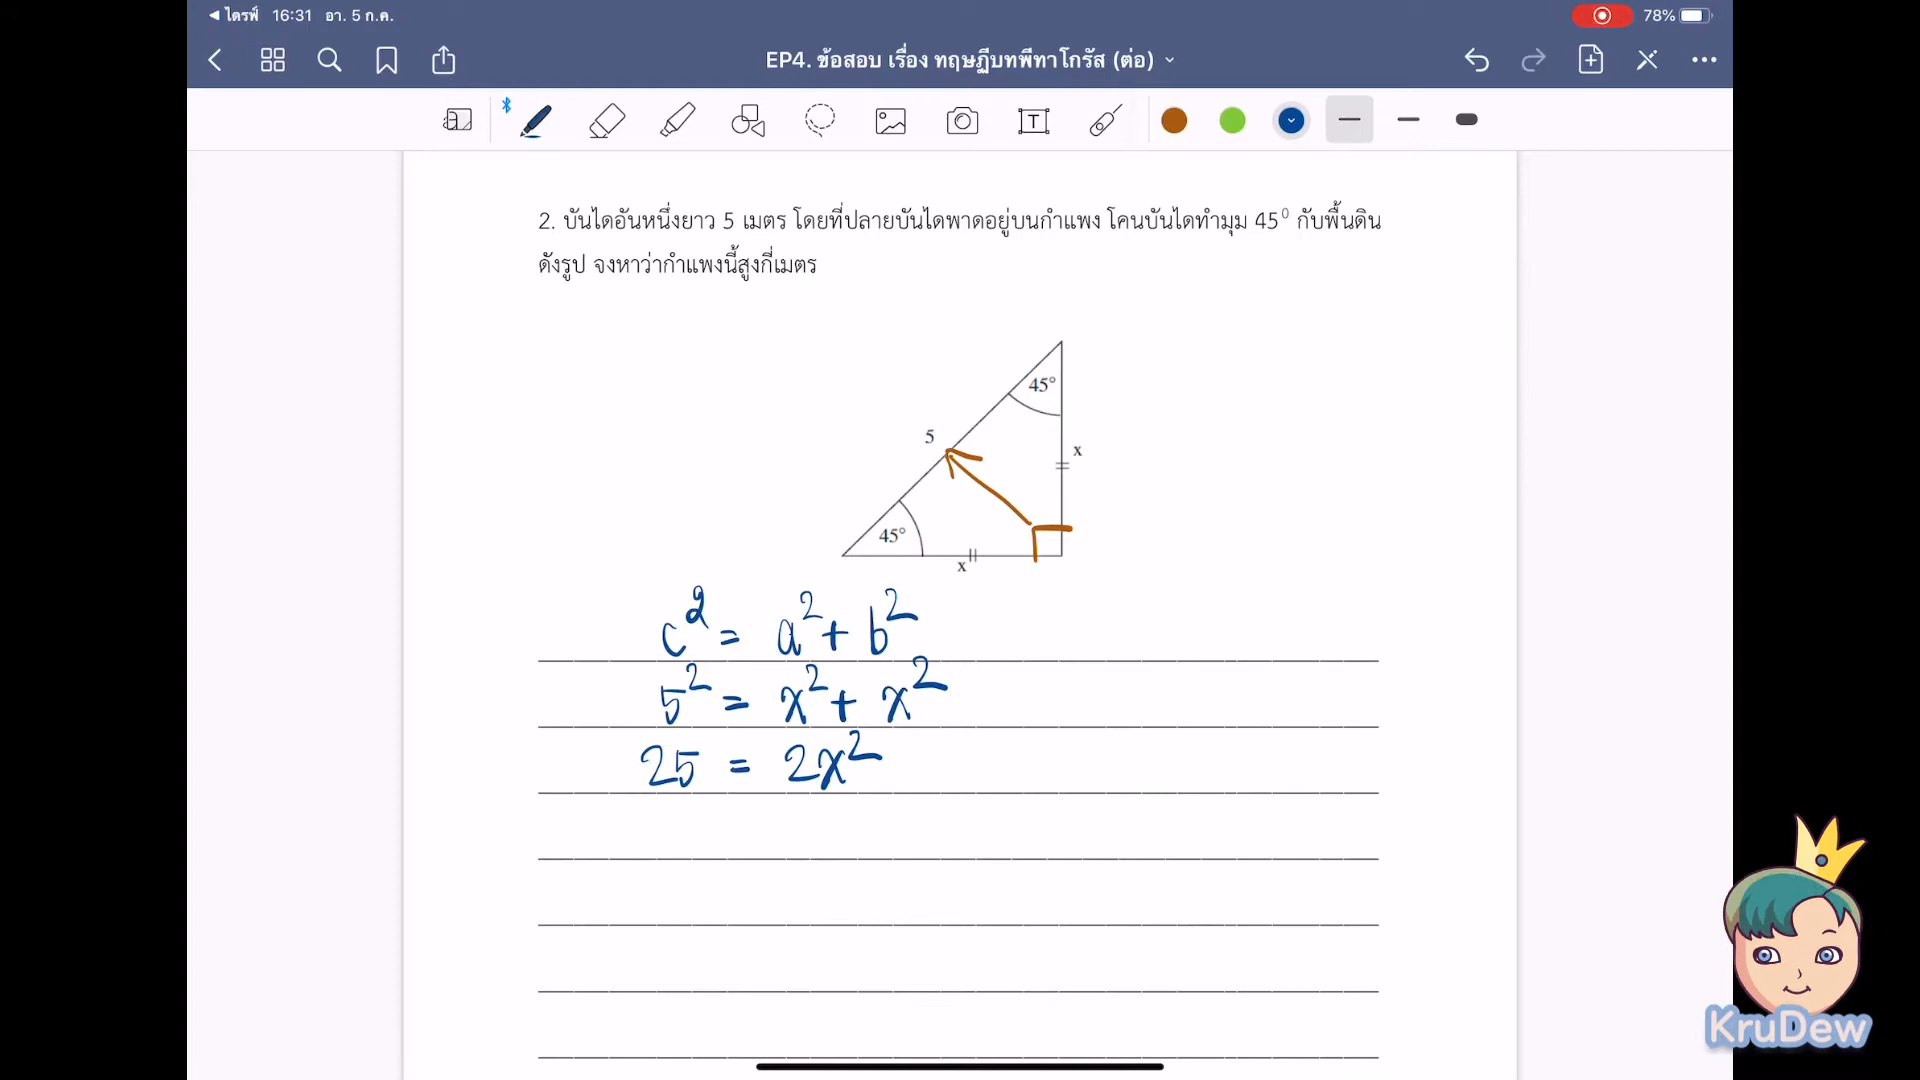 ไดรฟ์ 16:31 อา. 5 ก.ค. 78%
EP4. ข้อสอบ เรื่อง ทฤษฎีบทพีทาโกรัส (ต่อ)
2. บันไดอันหนึ่งยาว 5 เมตร โดยที่ปลายบันไดพาดอยู่บนกำแพง โคนบันไดทำมุม 45⁰ กับพื้นดิน
ดังรูป จงหาว่ากำแพงนี้สูงกี่เมตร
45°
5
x
45°
x
c² = a² + b²
5² = x² + x²
25 = 2x²
KruDew